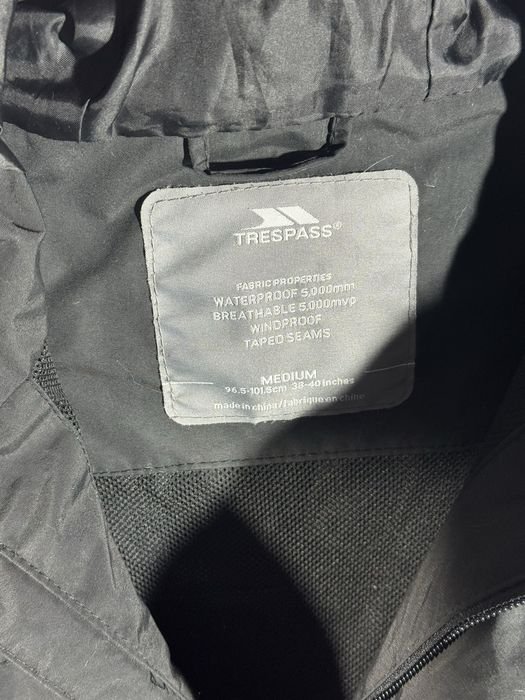 TRESPASS®
FABRIC PROPERTIES
WATERPROOF 5,000mm
BREATHABLE 5,000mvp
WINDPROOF
TAPED SEAMS
MEDIUM
96.5-101.5cm 38-40 inches
made in china/fabrique en chine